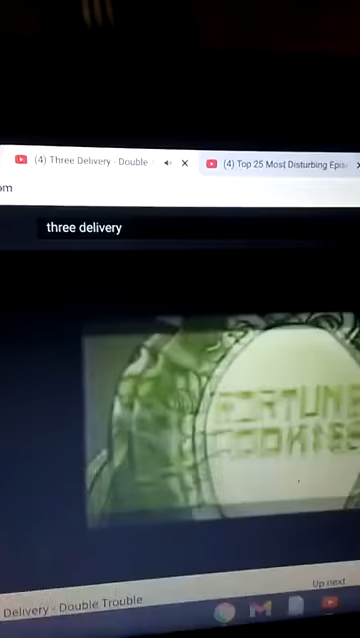 (4) Three Delivery - Double
(4) Top 25 Most Disturbing Epis
om
three delivery
FORTUNE
COOKIES
Up next
Delivery - Double Trouble